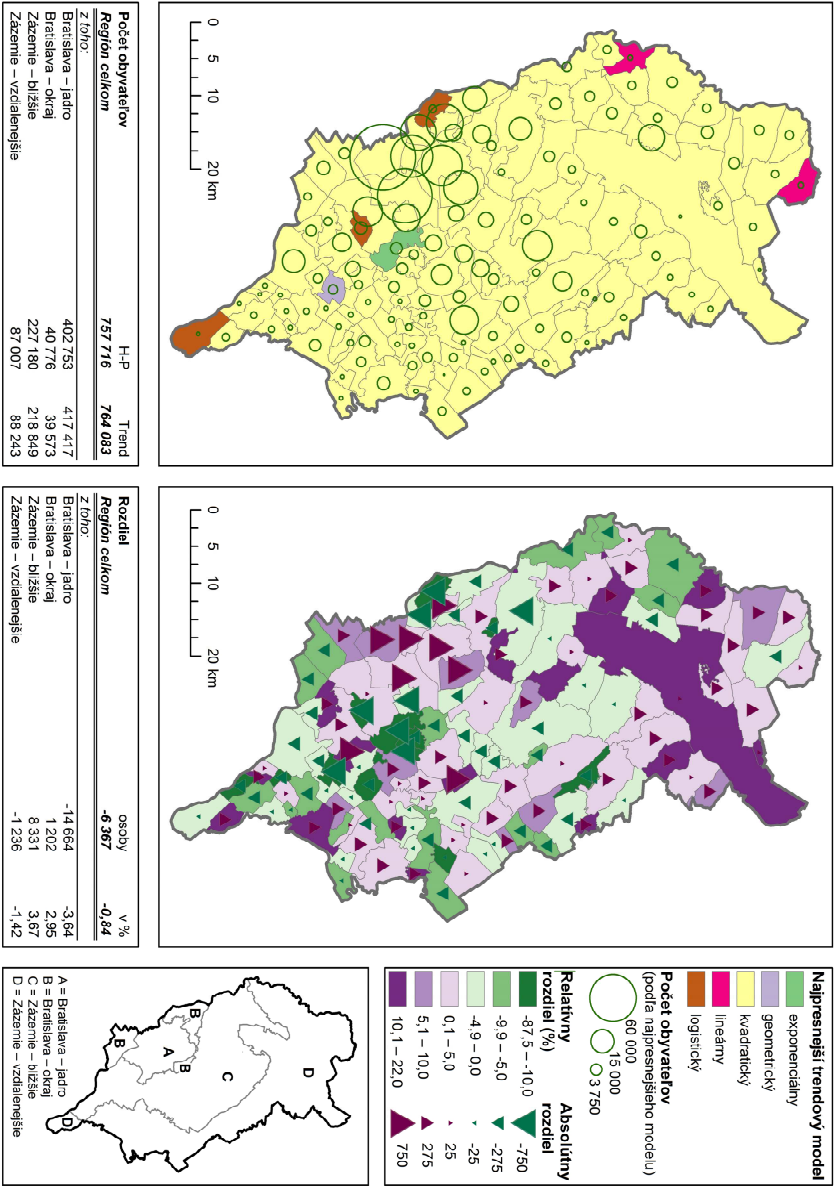 0 5 10 20 km
Počet obyvateľov H-P Trend
Región celkom 757 716 764 083
z toho:
Bratislava – jadro 402 753 417 417
Bratislava – okraj 40 776 39 573
Zázemie – bližšie 227 180 218 849
Zázemie – vzdialenejšie 87 007 88 243
0 5 10 20 km
Rozdiel osoby v %
Región celkom -6 367 -0,84
z toho:
Bratislava – jadro -14 664 -3,64
Bratislava – okraj 1 202 2,95
Zázemie – bližšie 8 331 3,67
Zázemie – vzdialenejšie -1 236 -1,42
Najpresnejší trendový model
exponenciálny
geometrický
kvadratický
lineárny
logistický
Počet obyvateľov
(podľa najpresnejšieho modelu)
60 000
15 000
3 750
Relatívny
rozdiel (%)
-87,5 – -10,0
-9,9 – -5,0
-4,9 – 0,0
0,1 – 5,0
5,1 – 10,0
10,1 – 22,0
Absolútny
rozdiel
-750
-275
-25
25
275
750
D
C
B
B
A
B
D
A = Bratislava – jadro
B = Bratislava – okraj
C = Zázemie – bližšie
D = Zázemie – vzdialenejšie